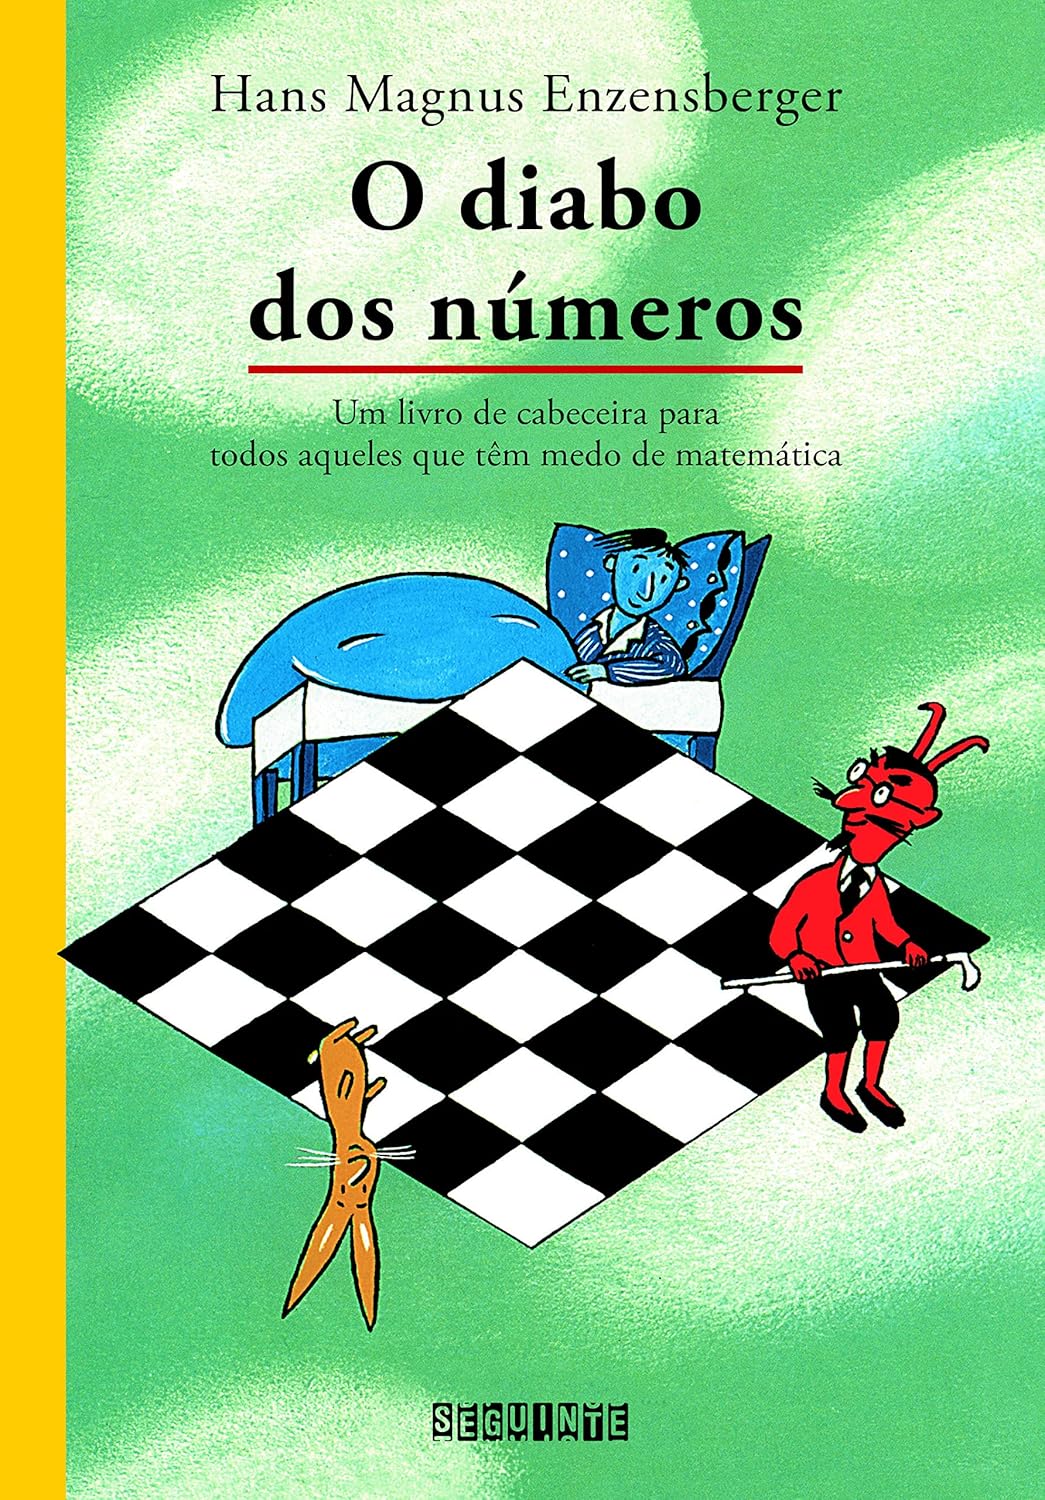 Hans Magnus Enzensberger
O diabo
dos números
Um livro de cabeceira para
todos aqueles que têm medo de matemática
SEGUINTE